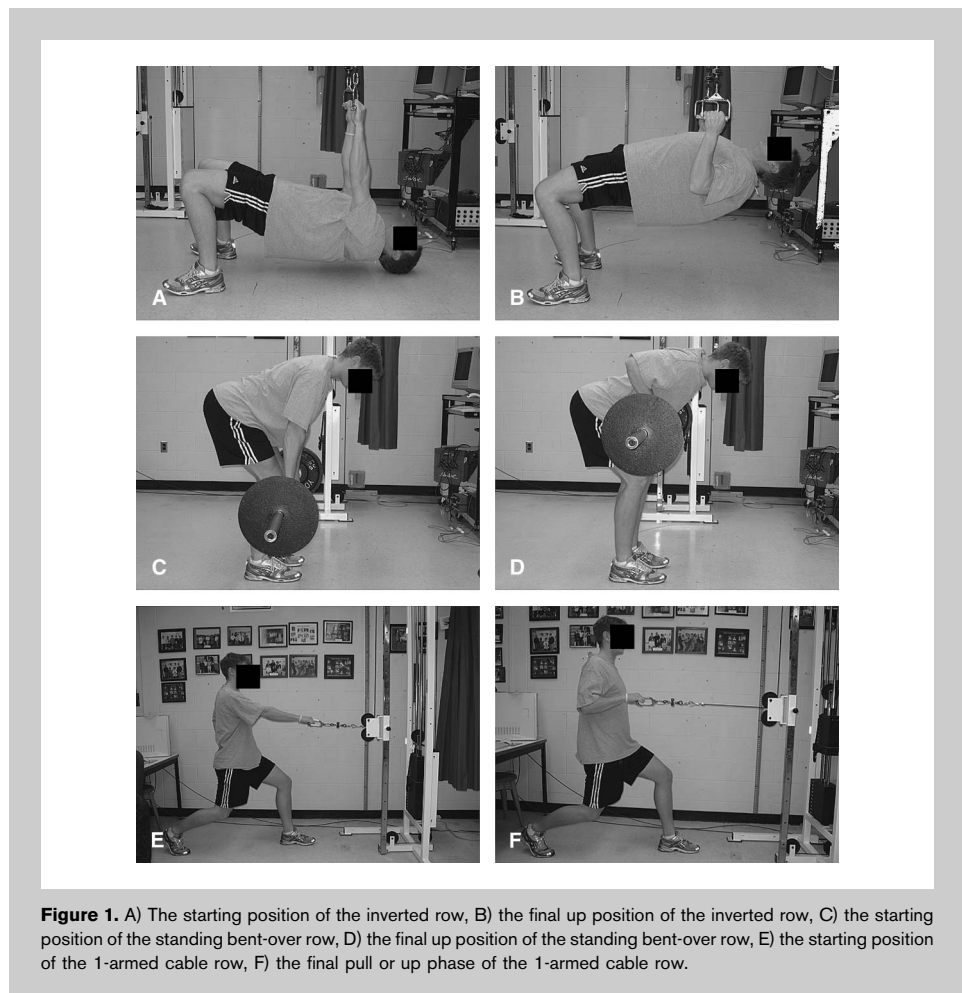 A
B
C
D
E
F
Figure 1. A) The starting position of the inverted row, B) the final up position of the inverted row, C) the starting
position of the standing bent-over row, D) the final up position of the standing bent-over row, E) the starting position
of the 1-armed cable row, F) the final pull or up phase of the 1-armed cable row.